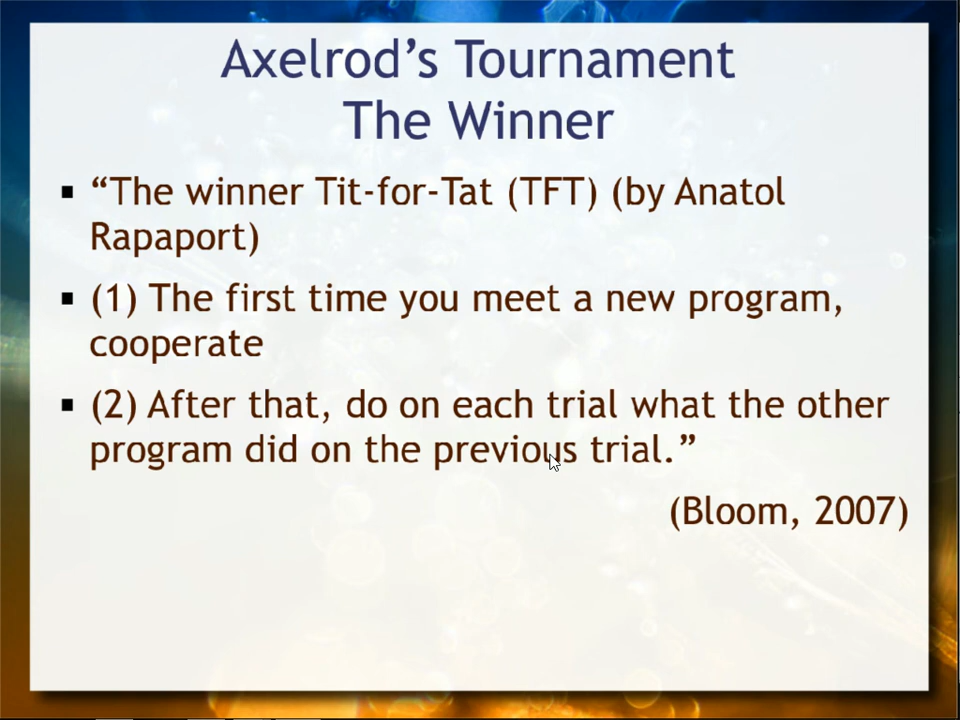 Axelrod’s Tournament
The Winner
▪ “The winner Tit-for-Tat (TFT) (by Anatol
Rapaport)
▪ (1) The first time you meet a new program,
cooperate
▪ (2) After that, do on each trial what the other
program did on the previous trial.”
(Bloom, 2007)